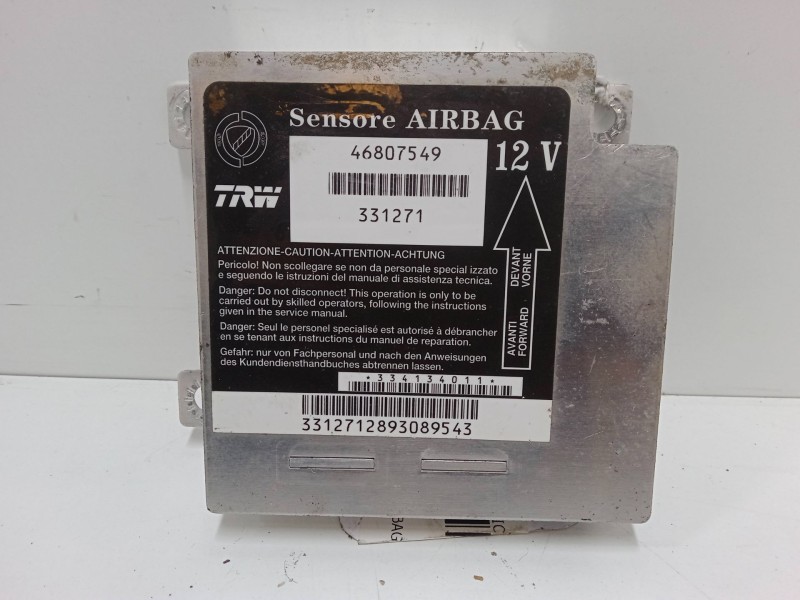 Sensore AIRBAG
46807549
12 V
331271
TRW
ATTENZIONE-CAUTION-ATTENTION-ACHTUNG
Pericolo! Non scollegare se non da personale special izzato
e seguendo le istruzioni del manuale di assistenza tecnica.
Danger: Do not disconnect! This operation is only to be
carried out by skilled operators, following the instructions
given in the service manual.
Danger: Seul le personel specialisé est autorisé à débrancher
en se tenant aux instructions du manuel de reparation.
Gefahr: nur von Fachpersonal und nach den Anweisungen
des Kundendiensthandbuches abtrennen lassen.
AVANTI DEVANT
FORWARD VORNE
*334134011*
3312712893089543
BAG
IC